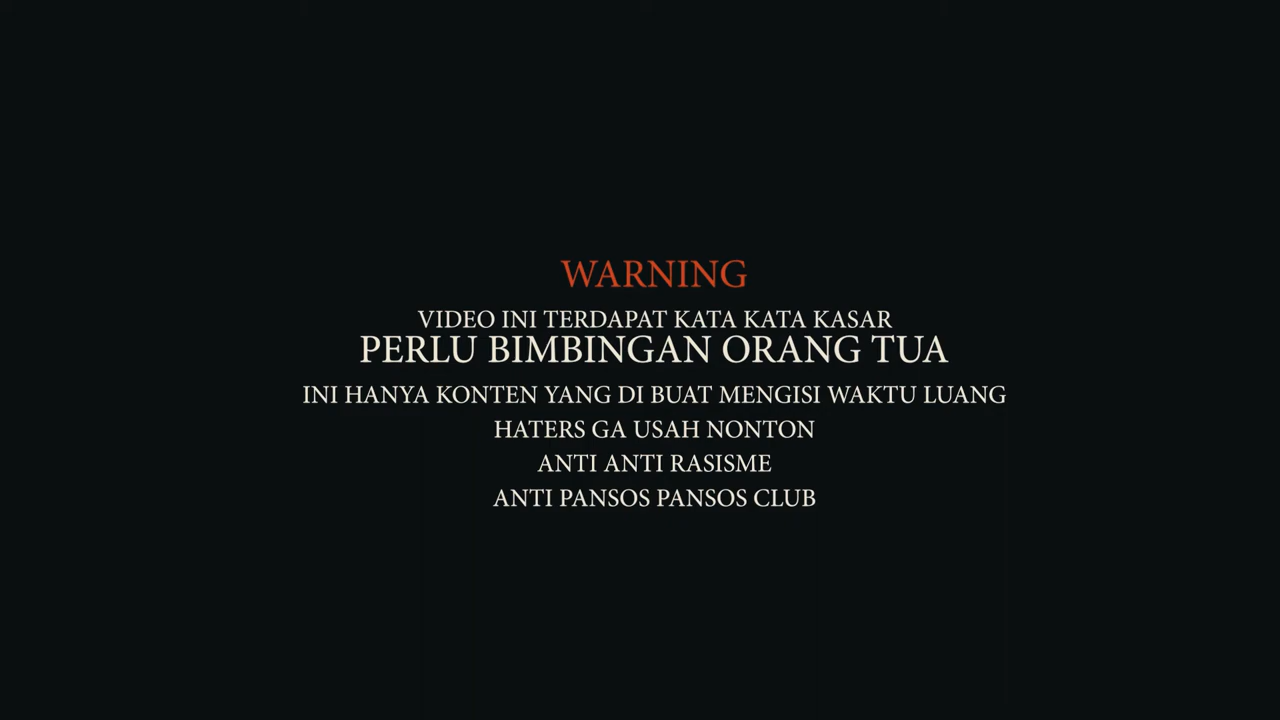 WARNING
VIDEO INI TERDAPAT KATA KATA KASAR
PERLU BIMBINGAN ORANG TUA
INI HANYA KONTEN YANG DI BUAT MENGISI WAKTU LUANG
HATERS GA USAH NONTON
ANTI ANTI RASISME
ANTI PANSOS PANSOS CLUB